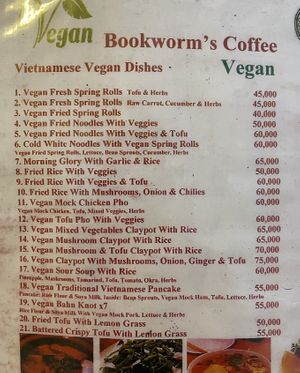 Vegan Bookworm's Coffee
Vietnamese Vegan Dishes Vegan
1. Vegan Fresh Spring Rolls Tofu & Herbs 45,000
2. Vegan Fresh Spring Rolls Raw Carrot, Cucumber & Herbs 45,000
3. Vegan Fried Spring Rolls 40,000
4. Vegan Fried Noodles With Veggies 50,000
5. Vegan Fried Noodles With Veggies & Tofu 60,000
6. Cold White Noodles With Vegan Spring Rolls 60,000
Vegan Fried Spring Rolls, Lettuce, Bean Sprouts, Cucumber, Herbs
7. Morning Glory With Garlic & Rice 65,000
8. Fried Rice With Veggies 50,000
9. Fried Rice With Veggies & Tofu 60,000
10. Fried Rice With Mushrooms, Onion & Chilies 60,000
11. Vegan Mock Chicken Pho 60,000
Vegan Mock Chicken, Tofu, Mixed Veggies, Herbs
12. Vegan Tofu Pho With Veggies 60,000
13. Vegan Mixed Vegetables Claypot With Rice 65,000
14. Vegan Mushroom Claypot With Rice 65,000
15. Vegan Mushroom & Tofu Claypot With Rice 70,000
16. Vegan Claypot With Mushrooms, Onion, Ginger & Tofu 75,000
17. Vegan Sour Soup With Rice 60,000
Pineapple, Mushrooms, Tamarind, Tofu, Tomato, Okra, Herbs
18. Vegan Traditional Vietnamese Pancake 55,000
Pancake: Rice Flour & Soya Milk, Inside: Bean Sprouts, Vegan Mock Ham, Tofu, Lettuce, Herbs
19. Vegan Bahn Knot x7 55,000
Rice Flour & Soya Milk With Vegan Mock Pork, Lettuce & Herbs
20. Fried Tofu With Lemon Grass 50,000
21. Battered Crispy Tofu With Lemon Grass 55,000